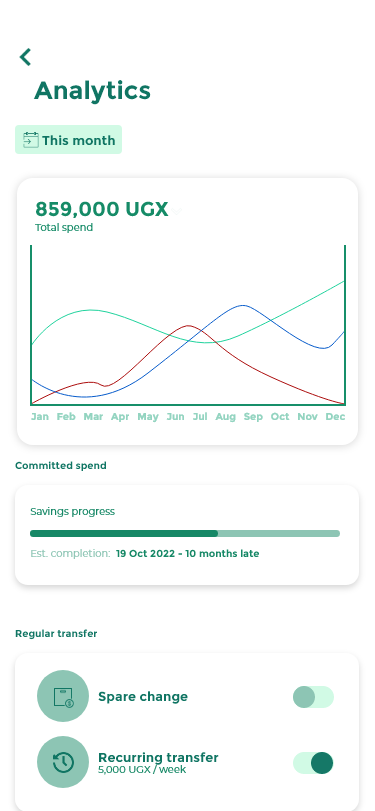 Analytics
This month
859,000 UGX
Total spend
Jan Feb Mar Apr May Jun Jul Aug Sep Oct Nov Dec
Committed spend
Savings progress
Est. completion: 19 Oct 2022 - 10 months late
Regular transfer
Spare change
Recurring transfer
5,000 UGX / week